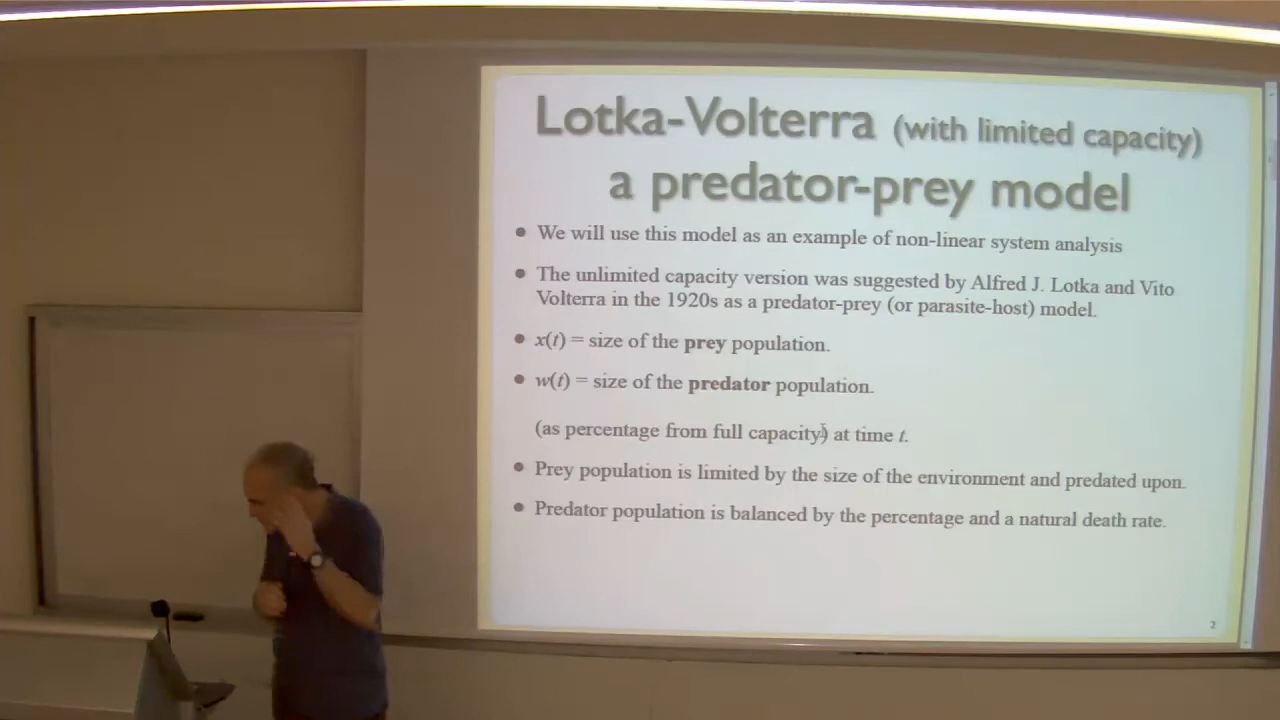 Lotka-Volterra (with limited capacity)
a predator-prey model
• We will use this model as an example of non-linear system analysis
• The unlimited capacity version was suggested by Alfred J. Lotka and Vito
Volterra in the 1920s as a predator-prey (or parasite-host) model.
• x(t) = size of the prey population.
• w(t) = size of the predator population.
(as percentage from full capacity) at time t.
• Prey population is limited by the size of the environment and predated upon.
• Predator population is balanced by the percentage and a natural death rate.
2